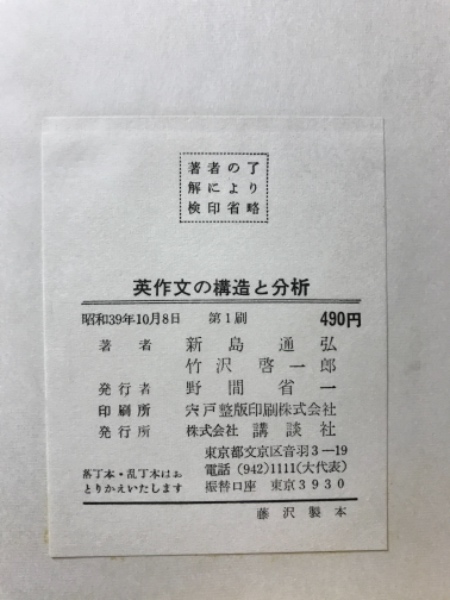 著者の了
解により
検印省略
英作文の構造と分析
昭和39年10月8日 第1刷 490円
著者 新島通弘
竹沢啓一郎
発行者 野間省一
印刷所 宍戸整版印刷株式会社
発行所 株式会社 講談社
東京都文京区音羽3—19
電話 (942)1111(大代表)
振替口座 東京3930
落丁本・乱丁本はお
とりかえいたします
藤沢製本